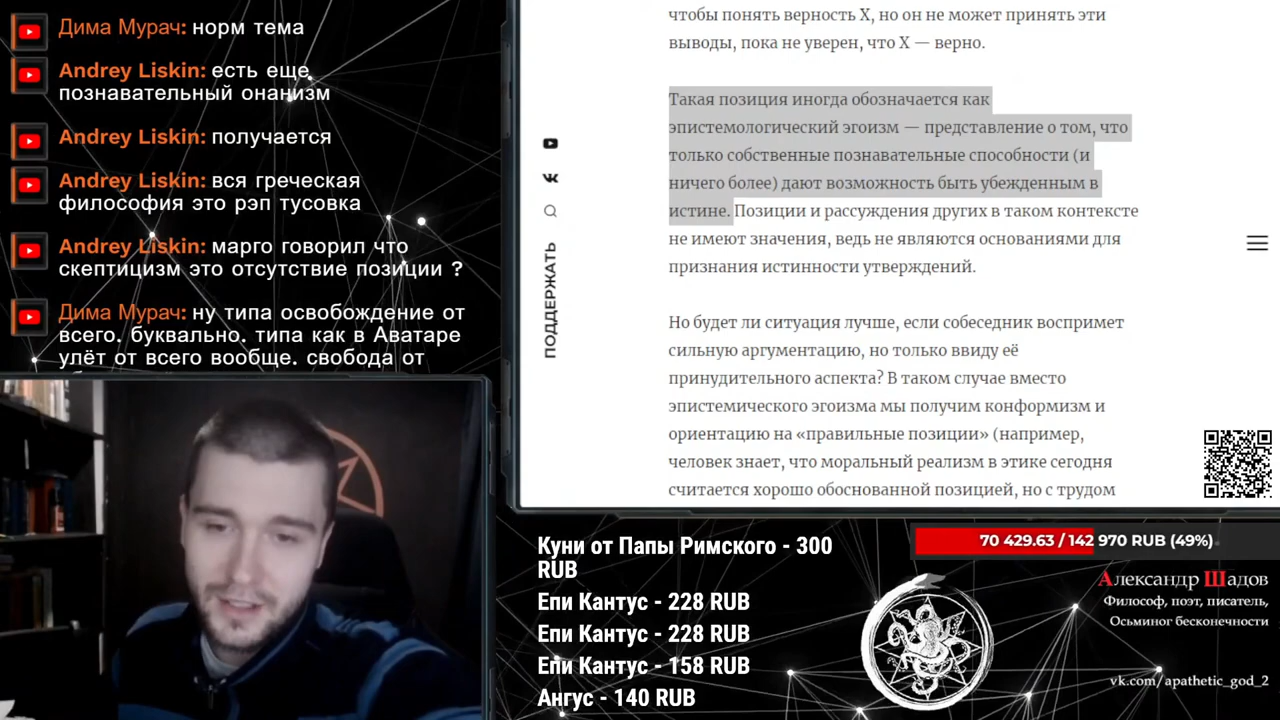 Дима Мурач: норм тема
Andrey Liskin: есть еще
познавательный онанизм
Andrey Liskin: получается
Andrey Liskin: вся греческая
философия это рэп тусовка
Andrey Liskin: марго говорил что
скептицизм это отсутствие позиции ?
Дима Мурач: ну типа освобождение от
всего. буквально. типа как в Аватаре
улёт от всего вообще. свобода от
чтобы понять верность X, но он не может принять эти
выводы, пока не уверен, что X — верно.
Такая позиция иногда обозначается как
эпистемологический эгоизм — представление о том, что
только собственные познавательные способности (и
ничего более) дают возможность быть убежденным в
истине. Позиции и рассуждения других в таком контексте
не имеют значения, ведь не являются основаниями для
признания истинности утверждений.
Но будет ли ситуация лучше, если собеседник воспримет
сильную аргументацию, но только ввиду её
принудительного аспекта? В таком случае вместо
эпистемического эгоизма мы получим конформизм и
ориентацию на «правильные позиции» (например,
человек знает, что моральный реализм в этике сегодня
считается хорошо обоснованной позицией, но с трудом
ПОДДЕРЖАТЬ
Куни от Папы Римского - 300
RUB
Епи Кантус - 228 RUB
Епи Кантус - 228 RUB
Епи Кантус - 158 RUB
Ангус - 140 RUB
70 429.63 / 142 970 RUB (49%)
Александр Шадов
Философ, поэт, писатель,
Осьминог бесконечности
vk.com/apathetic_god_2